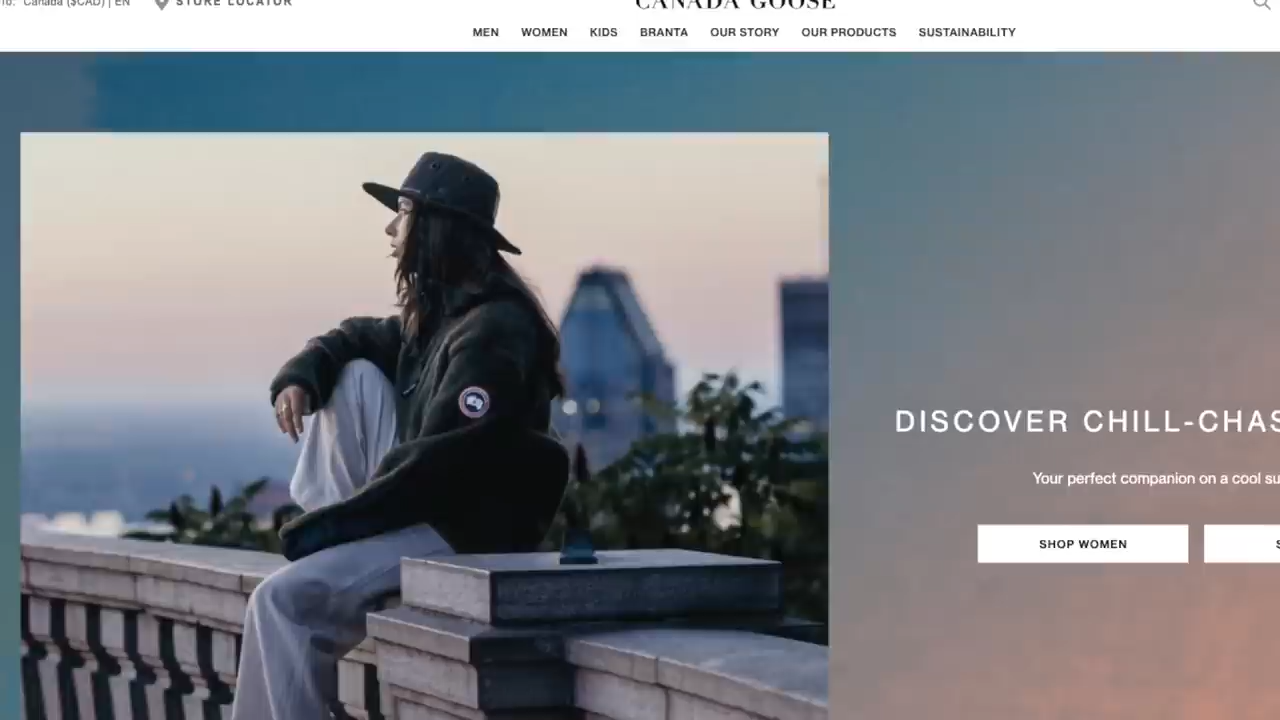 To: Canada ($CAD) | EN
STORE LOCATOR
CANADA GOOSE
MEN WOMEN KIDS BRANTA OUR STORY OUR PRODUCTS SUSTAINABILITY
DISCOVER CHILL-CHAS
Your perfect companion on a cool su
SHOP WOMEN
S